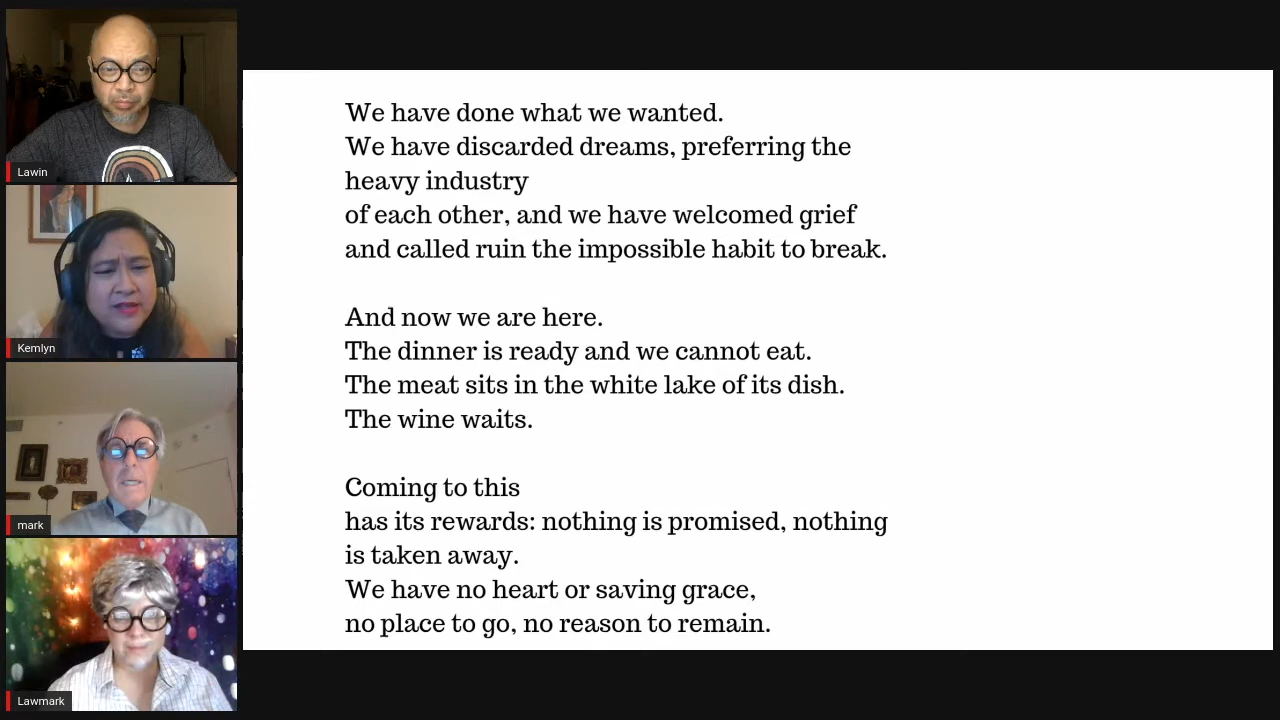 Lawin
Kemlyn
mark
Lawmark
We have done what we wanted.
We have discarded dreams, preferring the
heavy industry
of each other, and we have welcomed grief
and called ruin the impossible habit to break.
And now we are here.
The dinner is ready and we cannot eat.
The meat sits in the white lake of its dish.
The wine waits.
Coming to this
has its rewards: nothing is promised, nothing
is taken away.
We have no heart or saving grace,
no place to go, no reason to remain.